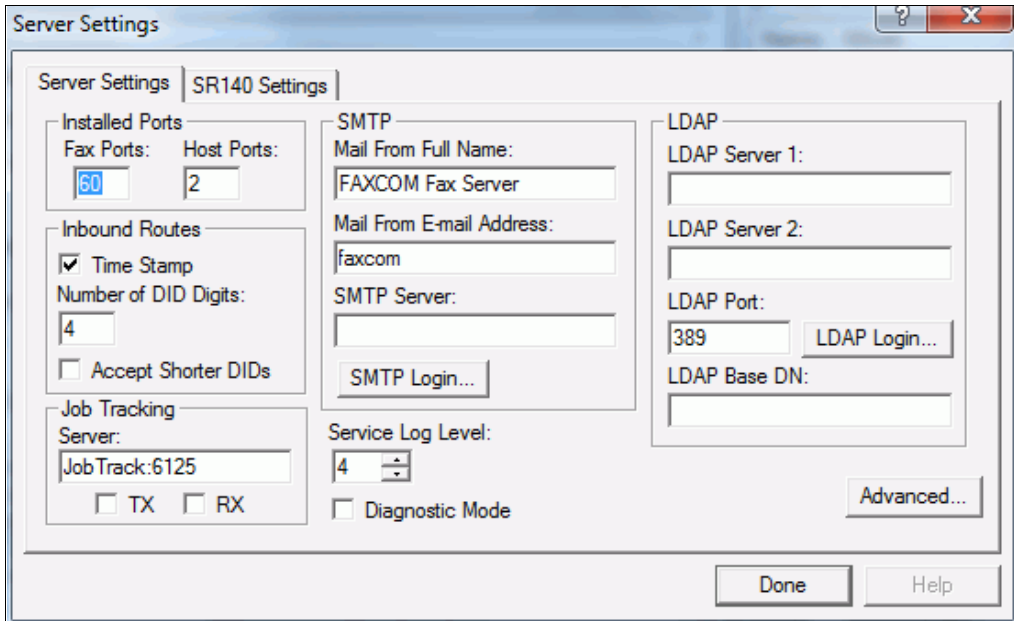 Server Settings
Server Settings
SR140 Settings
Installed Ports
Fax Ports:
Host Ports:
60
2
Inbound Routes
Time Stamp
Number of DID Digits:
4
Accept Shorter DIDs
Job Tracking
Server:
JobTrack:6125
TX
RX
SMTP
Mail From Full Name:
FAXCOM Fax Server
Mail From E-mail Address:
faxcom
SMTP Server:
SMTP Login...
Service Log Level:
4
Diagnostic Mode
LDAP
LDAP Server 1:
LDAP Server 2:
LDAP Port:
389
LDAP Login...
LDAP Base DN:
Advanced...
Done
Help